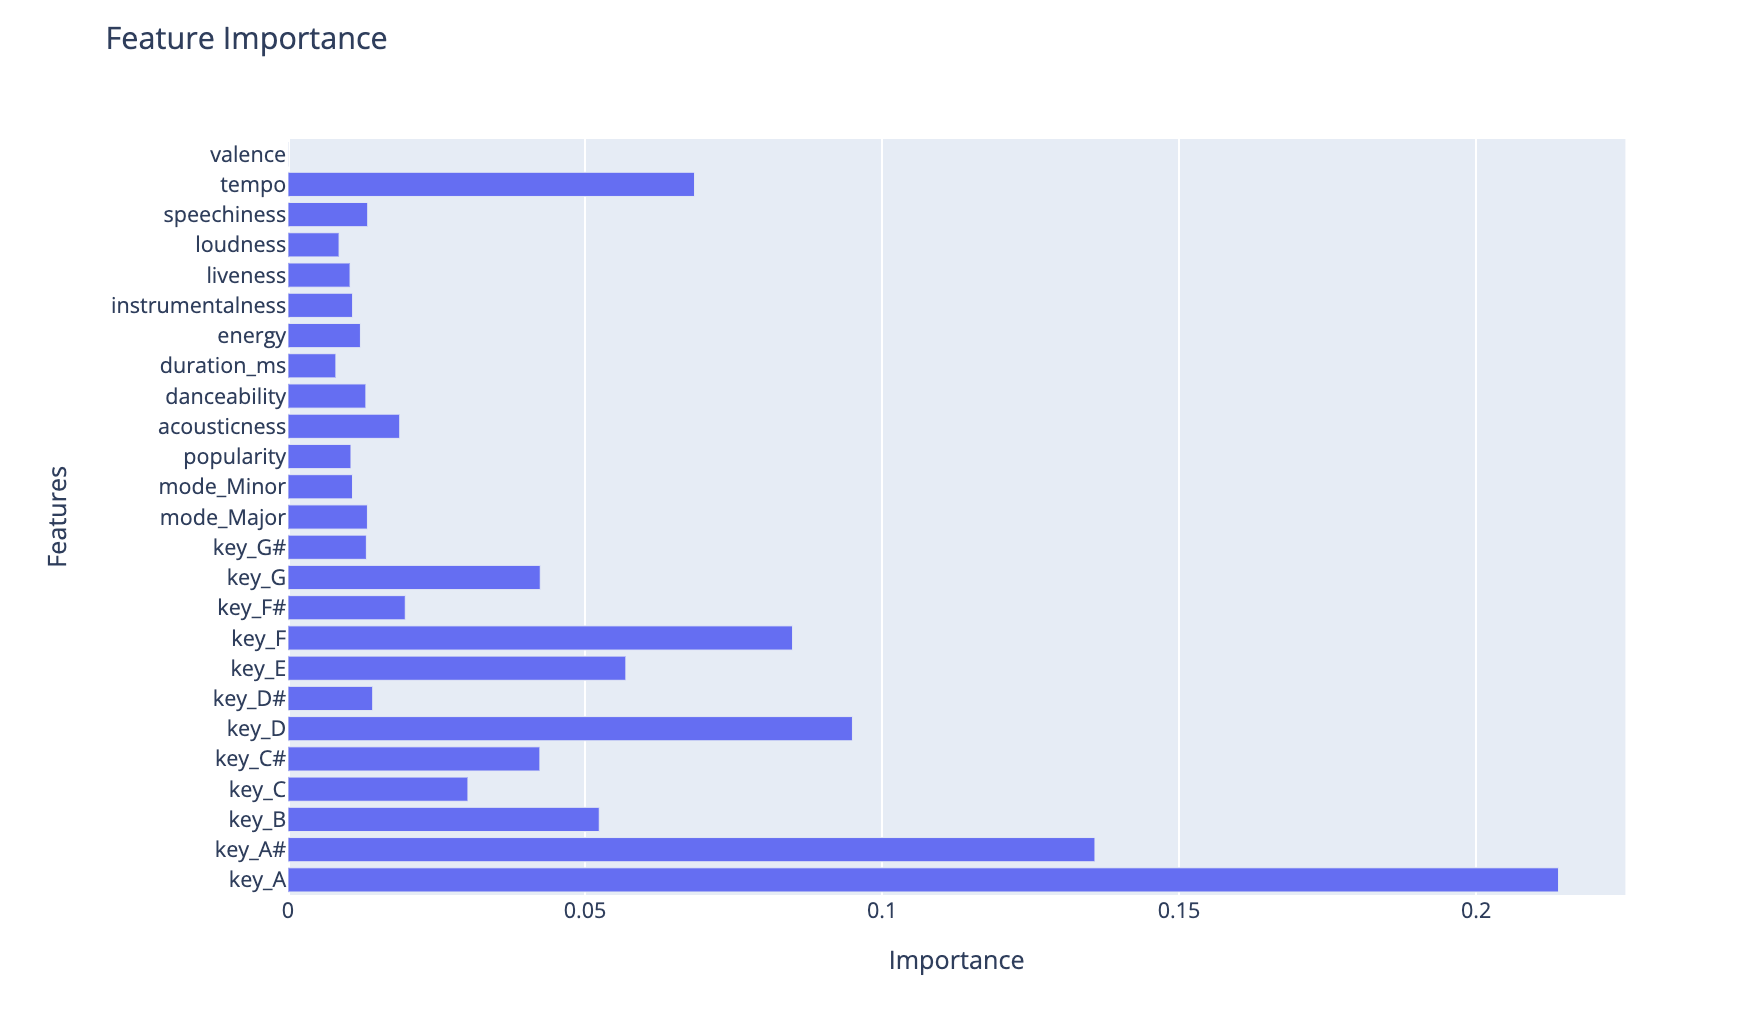 Feature Importance
valence
tempo
speechiness
loudness
liveness
instrumentalness
energy
duration_ms
danceability
acousticness
popularity
mode_Minor
mode_Major
key_G#
key_G
key_F#
key_F
key_E
key_D#
key_D
key_C#
key_C
key_B
key_A#
key_A
Features
0 0.05 0.1 0.15 0.2
Importance